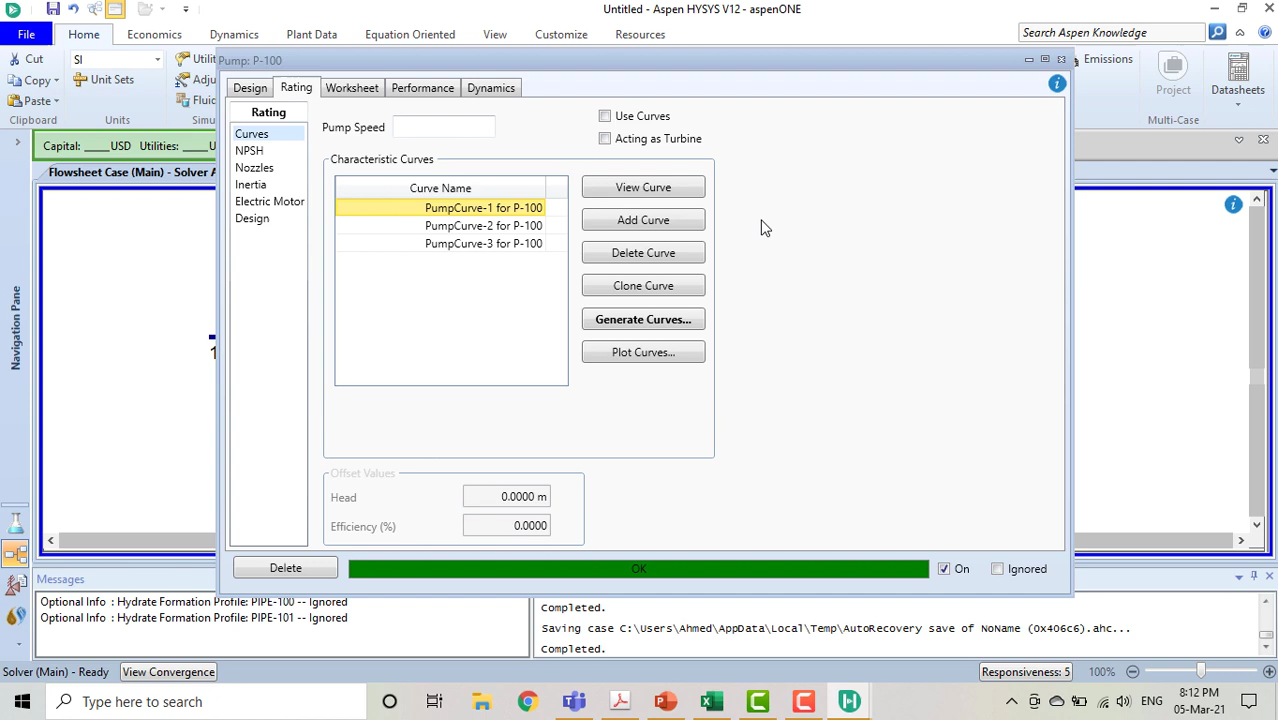 Untitled - Aspen HYSYS V12 - aspenONE
File
Home
Economics
Dynamics
Plant Data
Equation Oriented
View
Customize
Resources
Search Aspen Knowledge
Cut
SI
Copy
Unit Sets
Paste
Clipboard
Units
Emissions
Project
Datasheets
Multi-Case
Capital: ____USD Utilities:
Flowsheet Case (Main) - Solver A
Navigation Pane
1
Pump: P-100
Design
Rating
Worksheet
Performance
Dynamics
Rating
Curves
NPSH
Nozzles
Inertia
Electric Motor
Design
Pump Speed
Use Curves
Acting as Turbine
Characteristic Curves
Curve Name
PumpCurve-1 for P-100
PumpCurve-2 for P-100
PumpCurve-3 for P-100
View Curve
Add Curve
Delete Curve
Clone Curve
Generate Curves...
Plot Curves...
Offset Values
Head
0.0000 m
Efficiency (%)
0.0000
Delete
OK
On
Ignored
Messages
Optional Info : Hydrate Formation Profile: PIPE-100 -- Ignored
Optional Info : Hydrate Formation Profile: PIPE-101 -- Ignored
Completed.
Saving case C:\Users\Ahmed\AppData\Local\Temp\AutoRecovery save of NoName (0x406c6).ahc...
Completed.
Solver (Main) - Ready
View Convergence
Responsiveness: 5
100%
Type here to search
ENG
8:12 PM
05-Mar-21